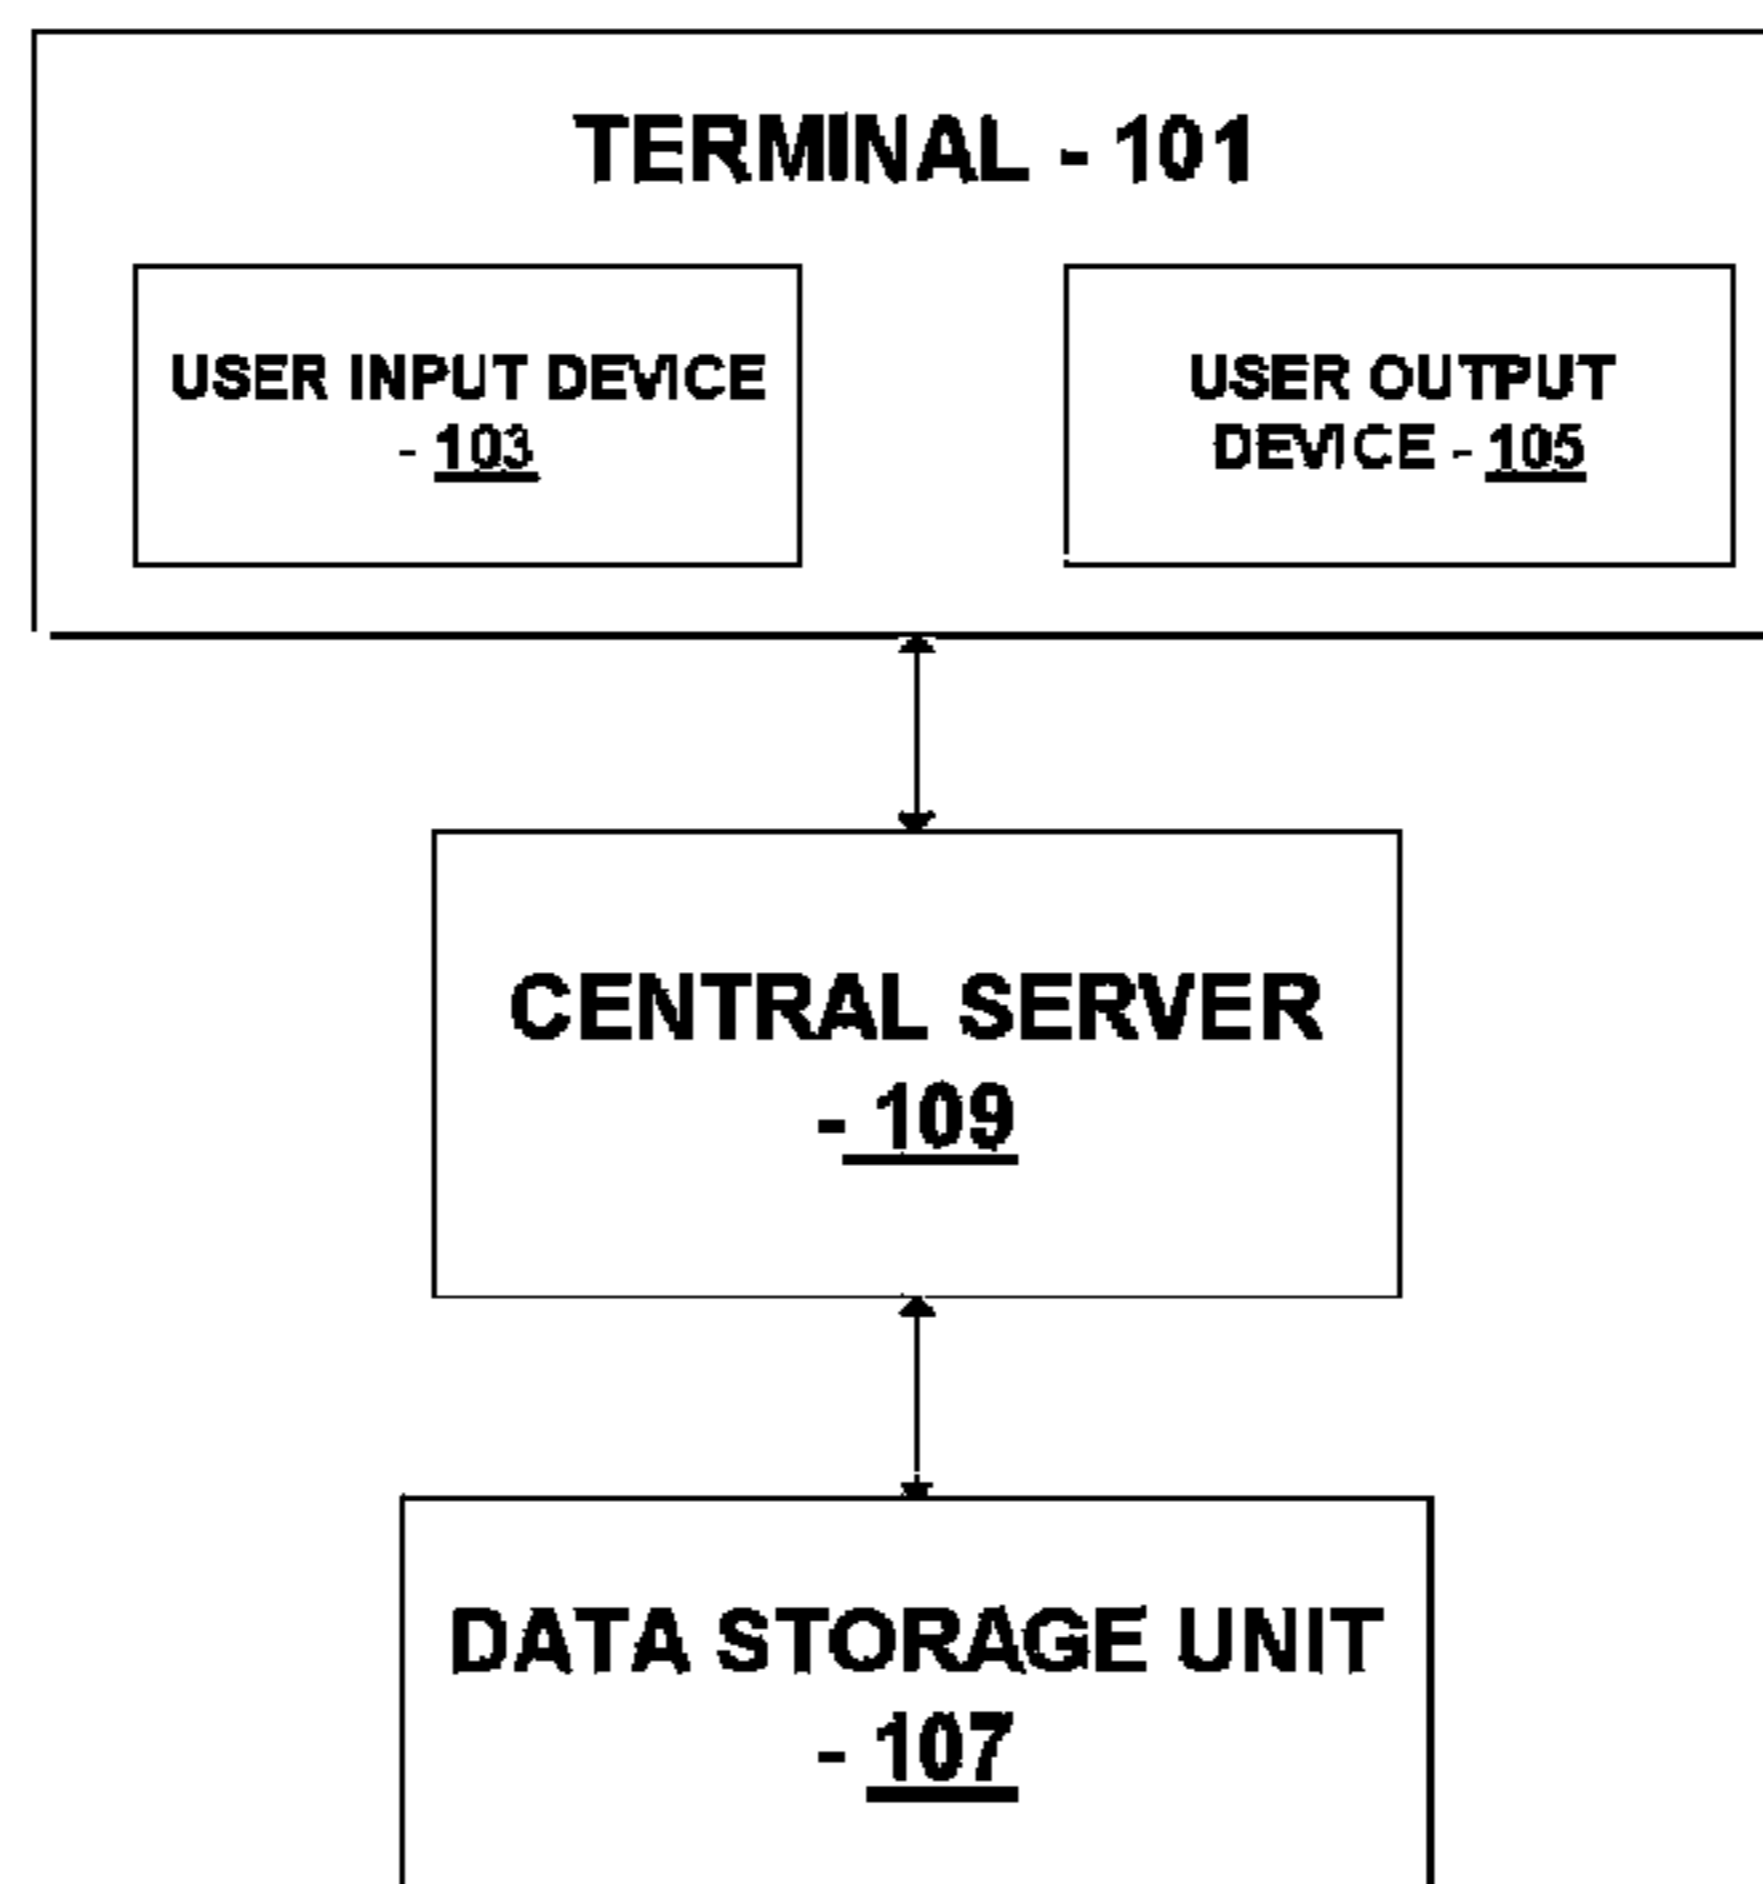 TERMINAL - 101
USER INPUT DEVICE
- 103
USER OUTPUT
DEVICE - 105
CENTRAL SERVER
- 109
DATA STORAGE UNIT
- 107